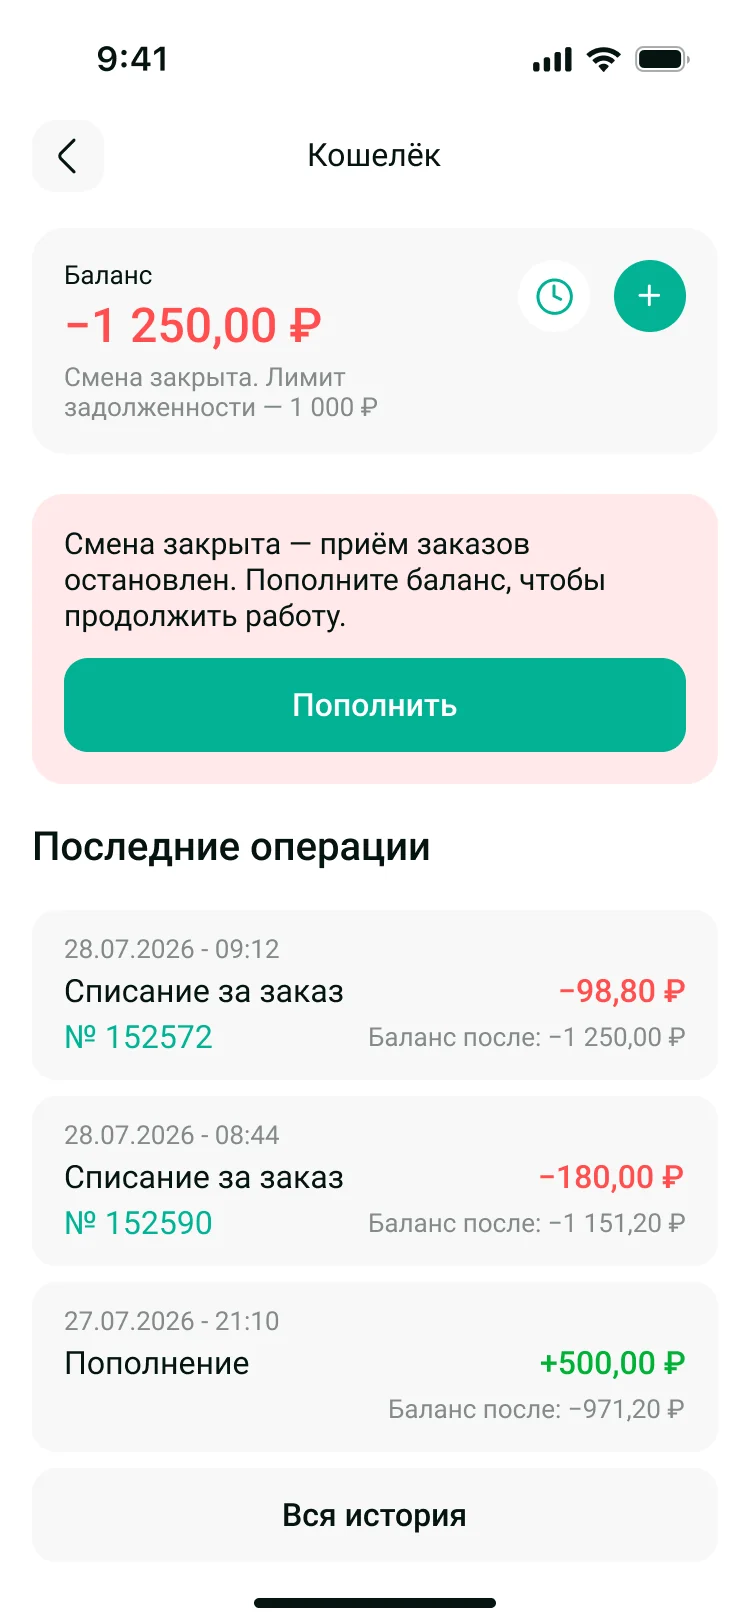 9:41
Кошелёк
Баланс
−1 250,00 ₽
Смена закрыта. Лимит
задолженности — 1 000 ₽
Смена закрыта — приём заказов
остановлен. Пополните баланс, чтобы
продолжить работу.
Пополнить
Последние операции
28.07.2026 - 09:12
Списание за заказ −98,80 ₽
№ 152572 Баланс после: −1 250,00 ₽
28.07.2026 - 08:44
Списание за заказ −180,00 ₽
№ 152590 Баланс после: −1 151,20 ₽
27.07.2026 - 21:10
Пополнение +500,00 ₽
Баланс после: −971,20 ₽
Вся история